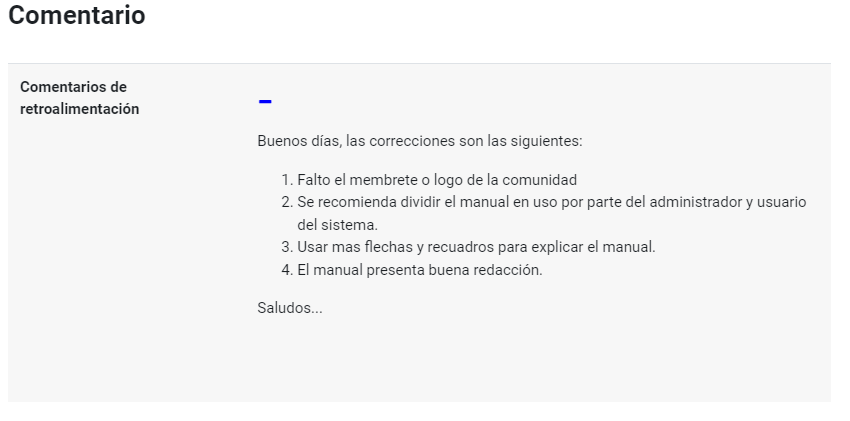 Comentario
Comentarios de
retroalimentación
Buenos días, las correcciones son las siguientes:
1. Falto el membrete o logo de la comunidad
2. Se recomienda dividir el manual en uso por parte del administrador y usuario
del sistema.
3. Usar mas flechas y recuadros para explicar el manual.
4. El manual presenta buena redacción.
Saludos...